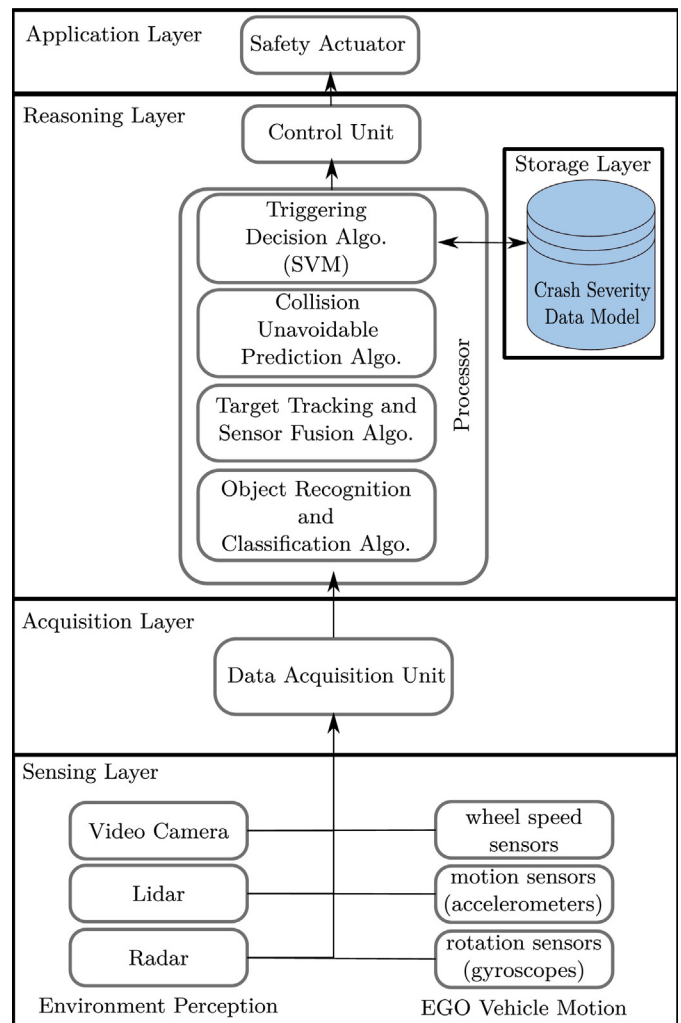 Application Layer
Safety Actuator
Reasoning Layer
Control Unit
Storage Layer
Triggering
Decision Algo.
(SVM)
Crash Severity
Data Model
Collision
Unavoidable
Prediction Algo.
Processor
Target Tracking and
Sensor Fusion Algo.
Object Recognition
and
Classification Algo.
Acquisition Layer
Data Acquisition Unit
Sensing Layer
Video Camera
Lidar
Radar
Environment Perception
wheel speed
sensors
motion sensors
(accelerometers)
rotation sensors
(gyroscopes)
EGO Vehicle Motion